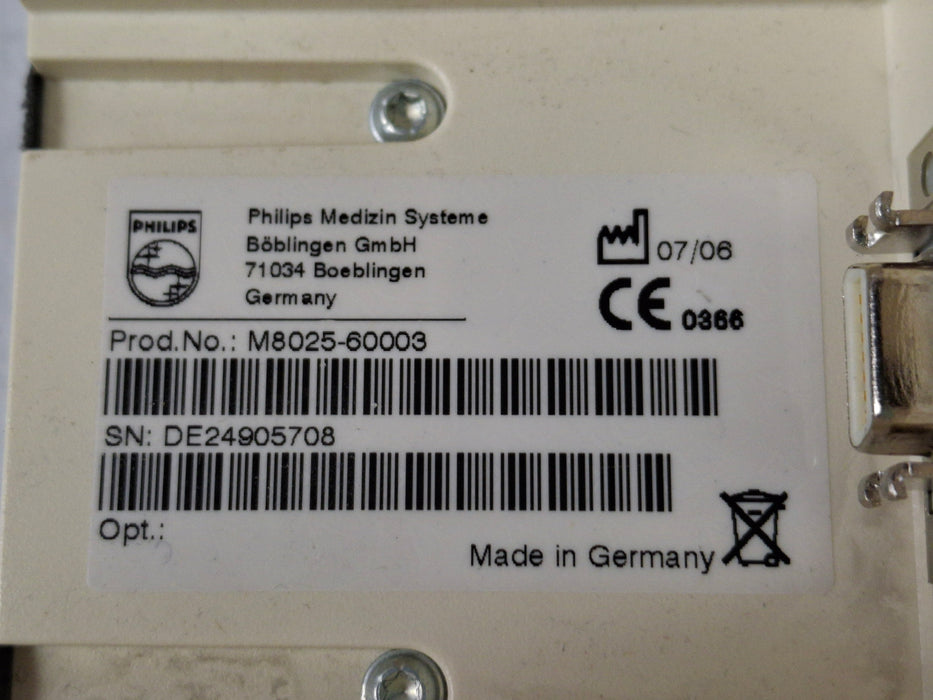 PHILIPS
Philips Medizin Systeme
Böblingen GmbH
71034 Boeblingen
Germany
07/06
CE 0366
Prod.No.: M8025-60003
SN: DE24905708
Opt.:
Made in Germany